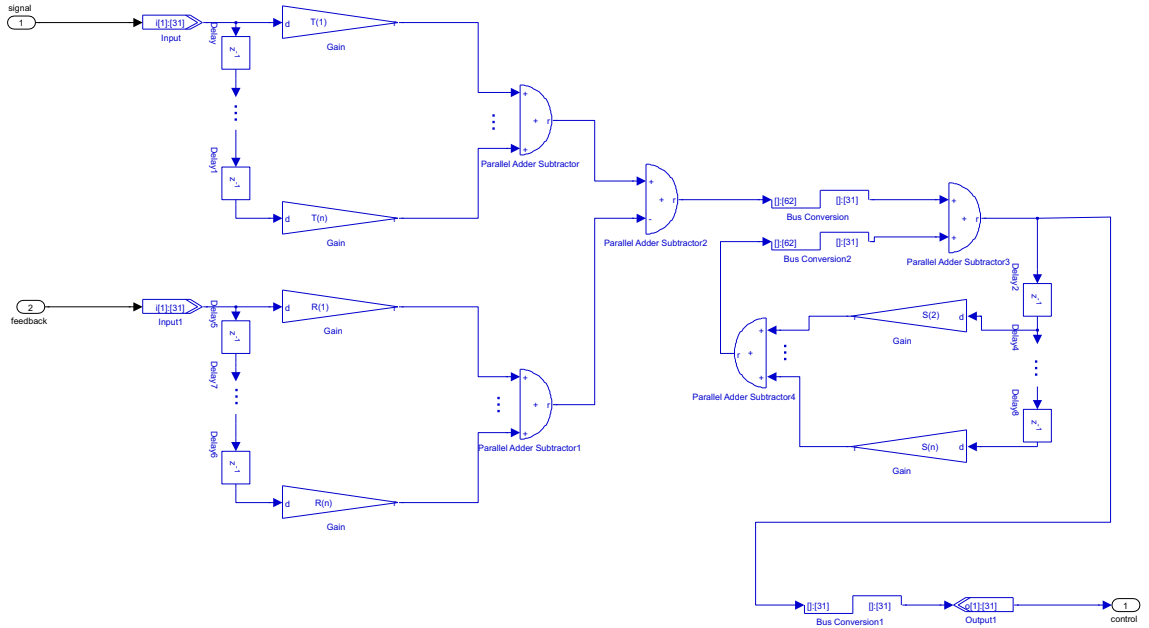 signal
1
i[1]:[31]
Input
Delay
z-1
d
T(1)
r
Gain
...
Delay1
z-1
d
T(n)
r
Gain
+
...
+
r
+
Parallel Adder Subtractor
2
feedback
i[1]:[31]
Input1
Delay5
z-1
d
R(1)
r
Gain
Delay7
...
Delay6
z-1
d
R(n)
r
Gain
+
...
+
r
+
Parallel Adder Subtractor1
+
+
r
-
Parallel Adder Subtractor2
[]:[62]
[]:[31]
Bus Conversion
[]:[62]
[]:[31]
Bus Conversion2
+
+
r
+
Parallel Adder Subtractor3
Delay2
z-1
Delay4
...
Delay8
z-1
r
S(2)
d
Gain
+
r
+
...
+
Parallel Adder Subtractor4
r
S(n)
d
Gain
[]:[31]
[]:[31]
Bus Conversion1
o[1]:[31]
Output1
1
control